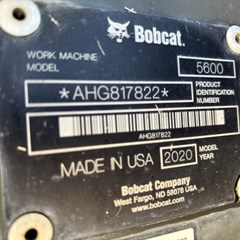 Bobcat.
WORK MACHINE
MODEL 5600
*AHG817822* PRODUCT
IDENTIFICATION
NUMBER
AHG817822
MADE IN USA 2020 MODEL
YEAR
Bobcat Company
West Fargo, ND 58078 USA
www.bobcat.com